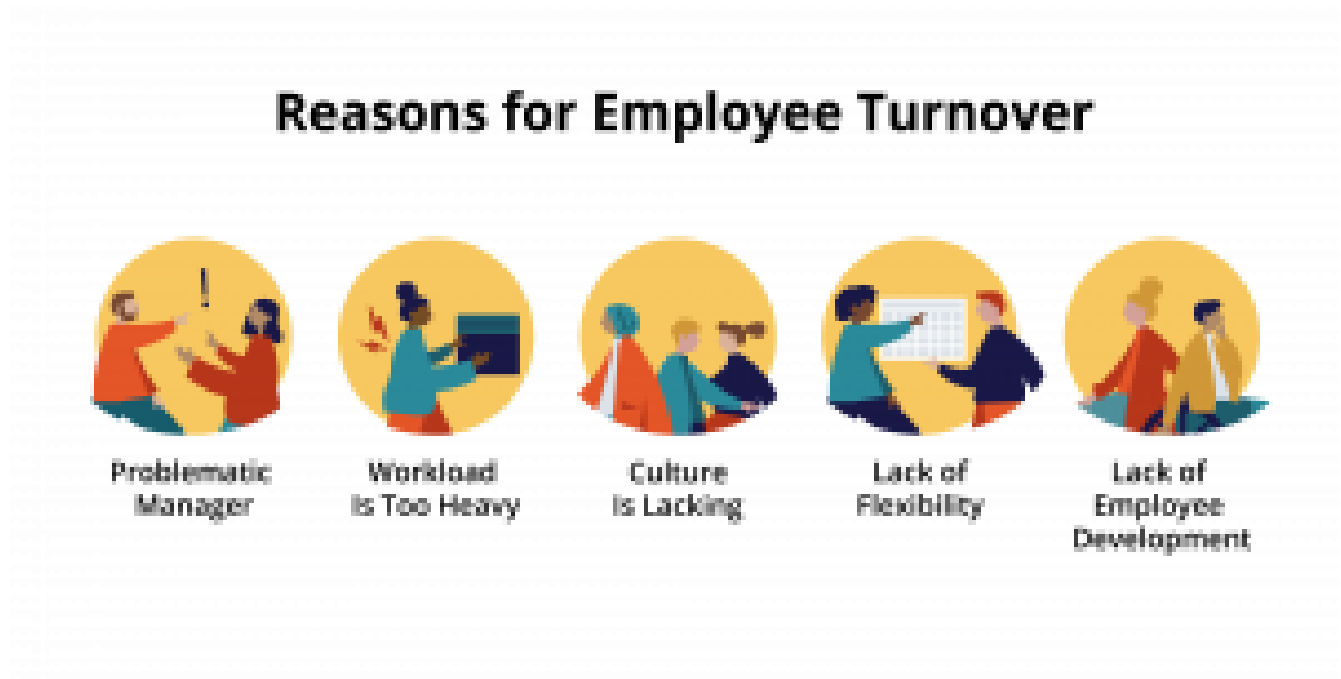 Reasons for Employee Turnover
Problematic
Manager
Workload
Is Too Heavy
Culture
Is Lacking
Lack of
Flexibility
Lack of
Employee
Development